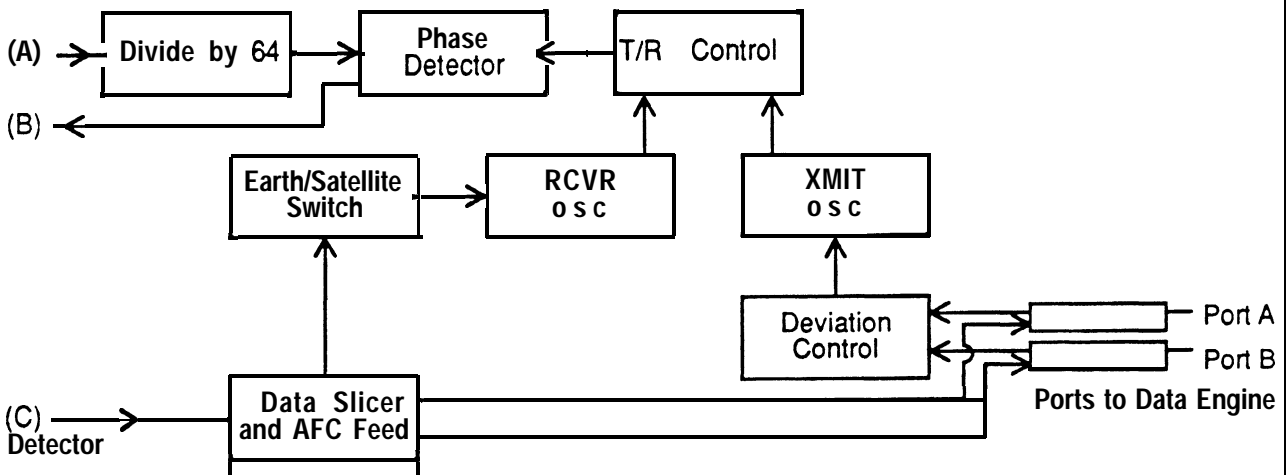 (A)
Divide by 64
Phase
Detector
T/R Control
(B)
Earth/Satellite
Switch
RCVR
osc
XMIT
osc
Deviation
Control
Port A
Port B
Ports to Data Engine
(C)
Detector
Data Slicer
and AFC Feed